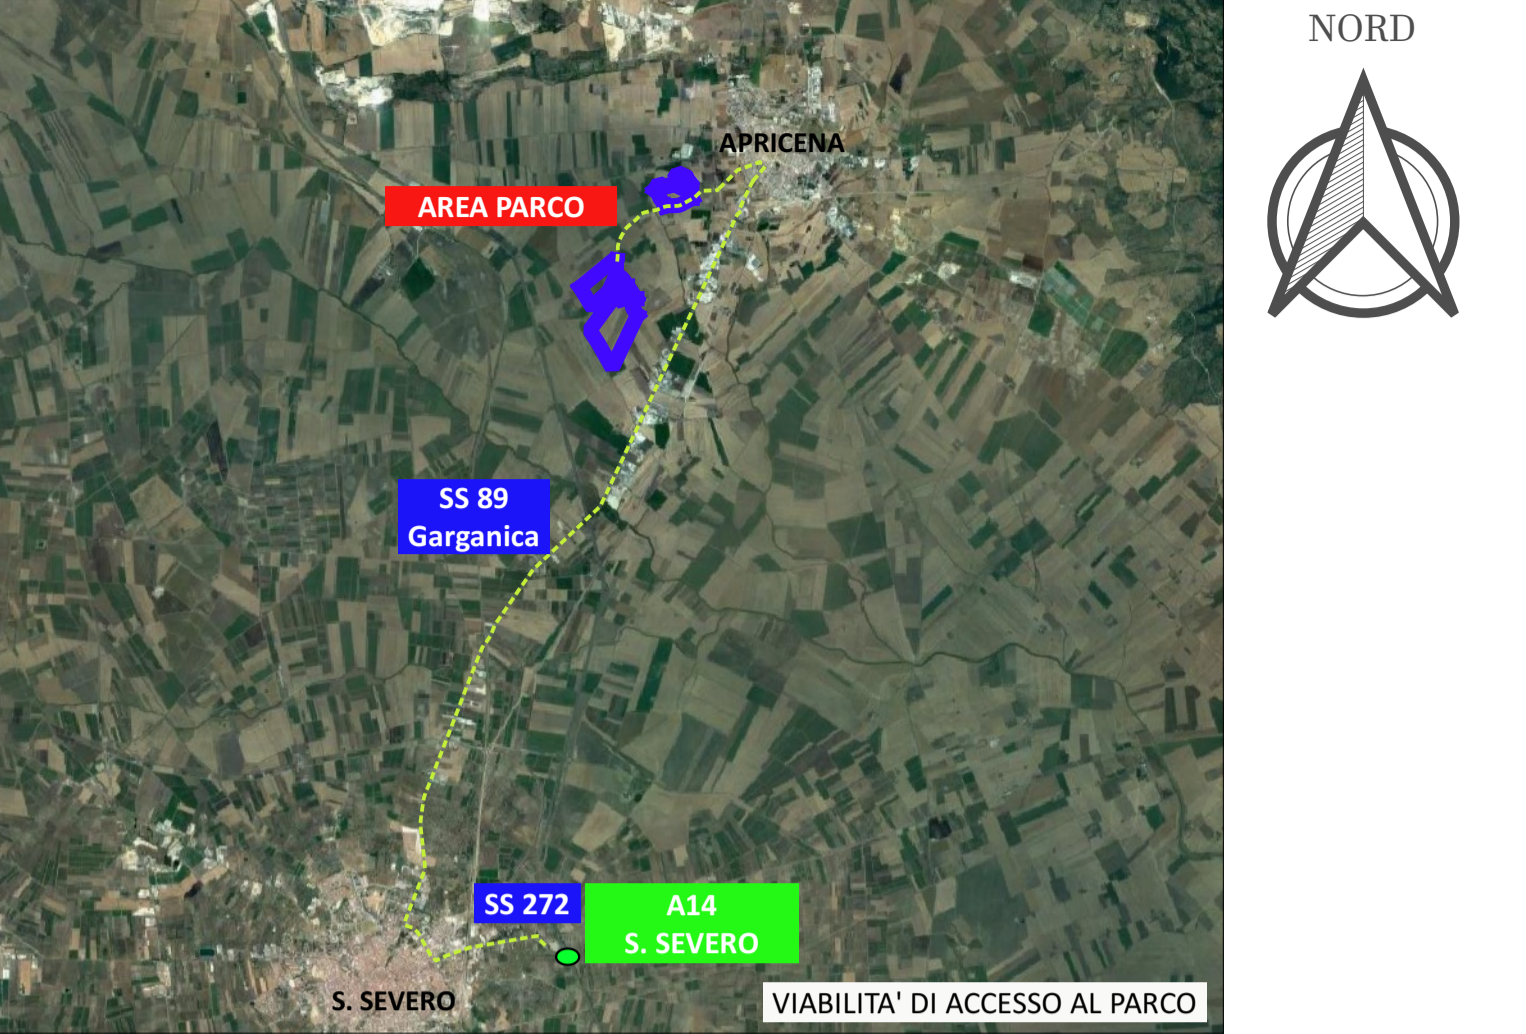 NORD
APRICENA
AREA PARCO
SS 89
Garganica
SS 272
A14
S. SEVERO
S. SEVERO
VIABILITA' DI ACCESSO AL PARCO